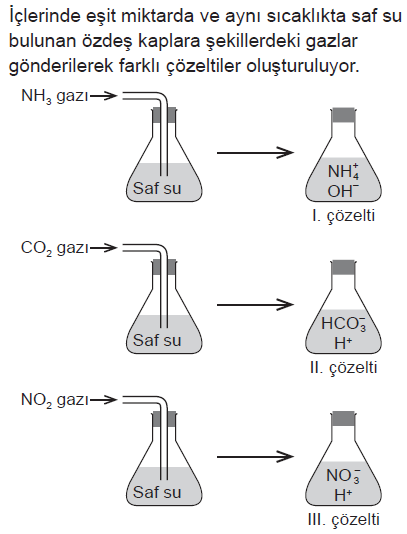 İçlerinde eşit miktarda ve aynı sıcaklıkta saf su
bulunan özdeş kaplara şekillerdeki gazlar
gönderilerek farklı çözeltiler oluşturuluyor.
NH₃ gazı
Saf su
NH₄⁺
OH⁻
I. çözelti
CO₂ gazı
Saf su
HCO₃⁻
H⁺
II. çözelti
NO₂ gazı
Saf su
NO₃⁻
H⁺
III. çözelti